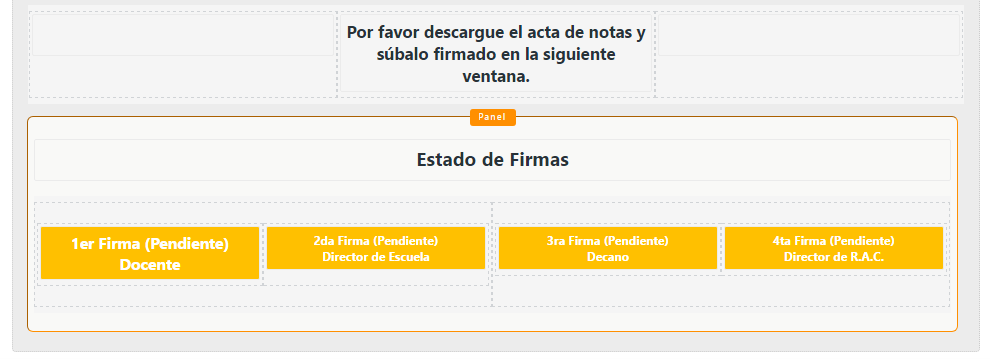 Por favor descargue el acta de notas y
súbalo firmado en la siguiente
ventana.
Panel
Estado de Firmas
1er Firma (Pendiente)
Docente
2da Firma (Pendiente)
Director de Escuela
3ra Firma (Pendiente)
Decano
4ta Firma (Pendiente)
Director de R.A.C.